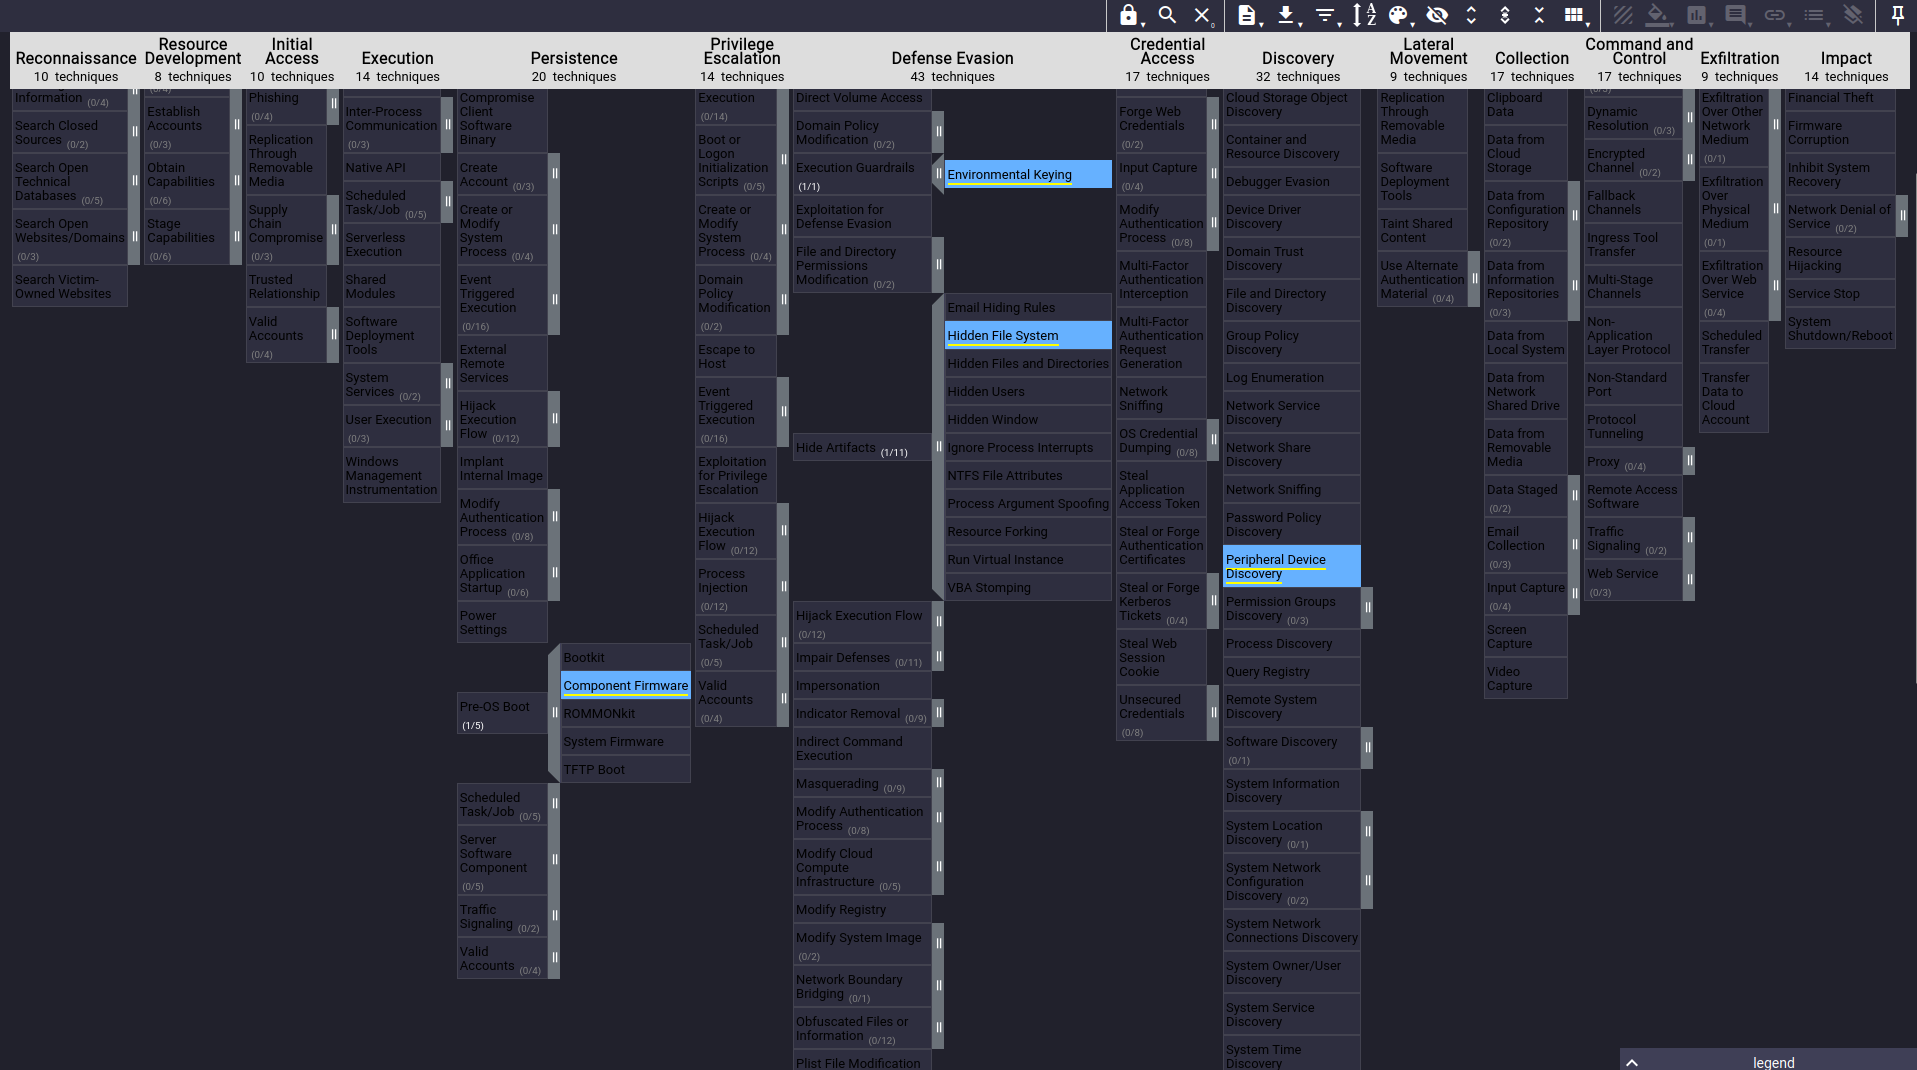 Reconnaissance
10 techniques
Information (0/4)
Search Closed
Sources (0/2)
Search Open
Technical
Databases (0/5)
Search Open
Websites/Domains
(0/3)
Search Victim-
Owned Websites
Resource
Development
8 techniques
(0/4)
Establish
Accounts
(0/3)
Obtain
Capabilities
(0/6)
Stage
Capabilities
(0/6)
Initial
Access
10 techniques
Phishing
(0/4)
Replication
Through
Removable
Media
Supply
Chain
Compromise
(0/3)
Trusted
Relationship
Valid
Accounts
(0/4)
Execution
14 techniques
Inter-Process
Communication
(0/3)
Native API
Scheduled
Task/Job (0/5)
Serverless
Execution
Shared
Modules
Software
Deployment
Tools
System
Services (0/2)
User Execution
(0/3)
Windows
Management
Instrumentation
Persistence
20 techniques
Compromise
Client
Software
Binary
Create
Account (0/3)
Create or
Modify
System
Process (0/4)
Event
Triggered
Execution
(0/16)
External
Remote
Services
Hijack
Execution
Flow (0/12)
Implant
Internal Image
Modify
Authentication
Process (0/8)
Office
Application
Startup (0/6)
Power
Settings
Pre-OS Boot
(1/5)
Bootkit
Component Firmware
ROMMONkit
System Firmware
TFTP Boot
Scheduled
Task/Job (0/5)
Server
Software
Component
(0/5)
Traffic
Signaling (0/2)
Valid
Accounts (0/4)
Privilege
Escalation
14 techniques
Execution
(0/14)
Boot or
Logon
Initialization
Scripts (0/5)
Create or
Modify
System
Process (0/4)
Domain
Policy
Modification
(0/2)
Escape to
Host
Event
Triggered
Execution
(0/16)
Exploitation
for Privilege
Escalation
Hijack
Execution
Flow (0/12)
Process
Injection
(0/12)
Scheduled
Task/Job
(0/5)
Valid
Accounts
(0/4)
Defense Evasion
43 techniques
Direct Volume Access
Domain Policy
Modification (0/2)
Execution Guardrails
(1/1)
Environmental Keying
Exploitation for
Defense Evasion
File and Directory
Permissions
Modification (0/2)
Hide Artifacts (1/11)
Email Hiding Rules
Hidden File System
Hidden Files and Directories
Hidden Users
Hidden Window
Ignore Process Interrupts
NTFS File Attributes
Process Argument Spoofing
Resource Forking
Run Virtual Instance
VBA Stomping
Hijack Execution Flow
(0/12)
Impair Defenses (0/11)
Impersonation
Indicator Removal (0/9)
Indirect Command
Execution
Masquerading (0/9)
Modify Authentication
Process (0/8)
Modify Cloud
Compute
Infrastructure (0/5)
Modify Registry
Modify System Image
(0/2)
Network Boundary
Bridging (0/1)
Obfuscated Files or
Information (0/12)
Plist File Modification
Credential
Access
17 techniques
Forge Web
Credentials
(0/2)
Input Capture
(0/4)
Modify
Authentication
Process (0/8)
Multi-Factor
Authentication
Interception
Multi-Factor
Authentication
Request
Generation
Network
Sniffing
OS Credential
Dumping (0/8)
Steal
Application
Access Token
Steal or Forge
Authentication
Certificates
Steal or Forge
Kerberos
Tickets (0/4)
Steal Web
Session
Cookie
Unsecured
Credentials
(0/8)
Discovery
32 techniques
Cloud Storage Object
Discovery
Container and
Resource Discovery
Debugger Evasion
Device Driver
Discovery
Domain Trust
Discovery
File and Directory
Discovery
Group Policy
Discovery
Log Enumeration
Network Service
Discovery
Network Share
Discovery
Network Sniffing
Password Policy
Discovery
Peripheral Device
Discovery
Permission Groups
Discovery (0/3)
Process Discovery
Query Registry
Remote System
Discovery
Software Discovery
(0/1)
System Information
Discovery
System Location
Discovery (0/1)
System Network
Configuration
Discovery (0/2)
System Network
Connections Discovery
System Owner/User
Discovery
System Service
Discovery
System Time
Discovery
Lateral
Movement
9 techniques
Replication
Through
Removable
Media
Software
Deployment
Tools
Taint Shared
Content
Use Alternate
Authentication
Material (0/4)
Collection
17 techniques
Clipboard
Data
Data from
Cloud
Storage
Data from
Configuration
Repository
(0/2)
Data from
Information
Repositories
(0/3)
Data from
Local System
Data from
Network
Shared Drive
Data from
Removable
Media
Data Staged
(0/2)
Email
Collection
(0/3)
Input Capture
(0/4)
Screen
Capture
Video
Capture
Command and
Control
17 techniques
(0/3)
Dynamic
Resolution (0/3)
Encrypted
Channel (0/2)
Fallback
Channels
Ingress Tool
Transfer
Multi-Stage
Channels
Non-
Application
Layer Protocol
Non-Standard
Port
Protocol
Tunneling
Proxy (0/4)
Remote Access
Software
Traffic
Signaling (0/2)
Web Service
(0/3)
Exfiltration
9 techniques
Exfiltration
Over Other
Network
Medium
(0/1)
Exfiltration
Over
Physical
Medium
(0/1)
Exfiltration
Over Web
Service
(0/4)
Scheduled
Transfer
Transfer
Data to
Cloud
Account
Impact
14 techniques
Financial Theft
Firmware
Corruption
Inhibit System
Recovery
Network Denial of
Service (0/2)
Resource
Hijacking
Service Stop
System
Shutdown/Reboot
legend